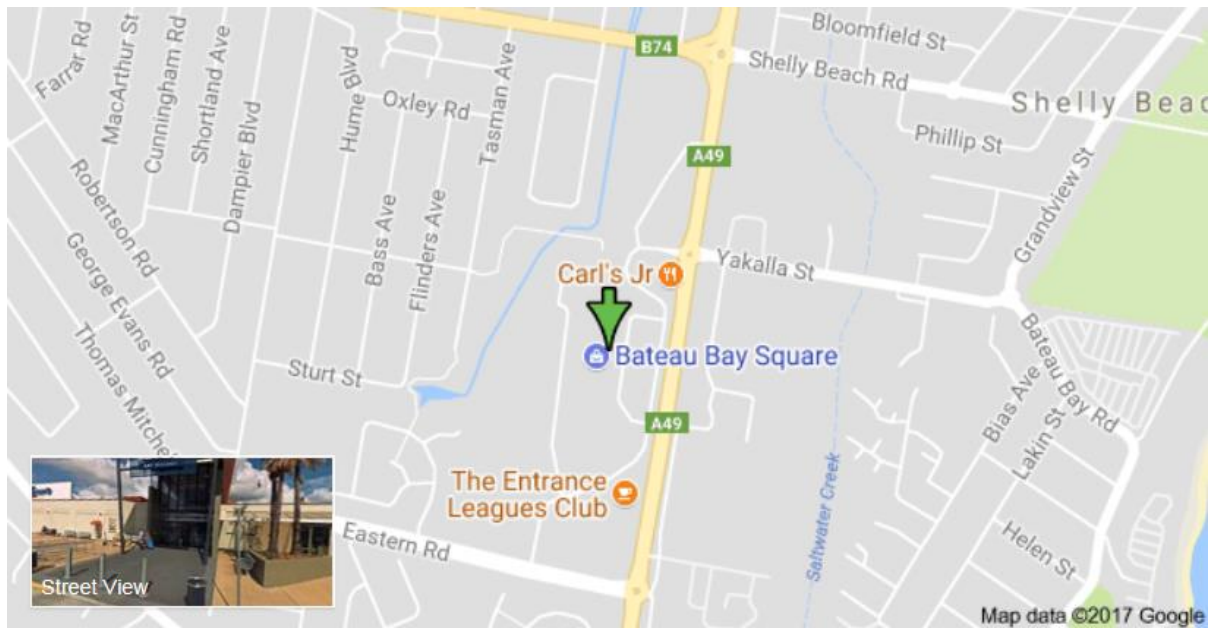 Farrar Rd
MacArthur St
Cunningham Rd
Shortland Ave
Dampier Blvd
Hume Blvd
Oxley Rd
Tasman Ave
B74
Bloomfield St
Shelly Beach Rd
Shelly Beac
Phillip St
A49
Grandview St
Robertson Rd
George Evans Rd
Thomas Mitchel
Bass Ave
Flinders Ave
Yakalla St
Carl's Jr
Bateau Bay Square
Bateau Bay Rd
Sturt St
Bias Ave
Lakin St
A49
The Entrance
Leagues Club
Saltwater Creek
Eastern Rd
Helen St
Street View
Map data ©2017 Google